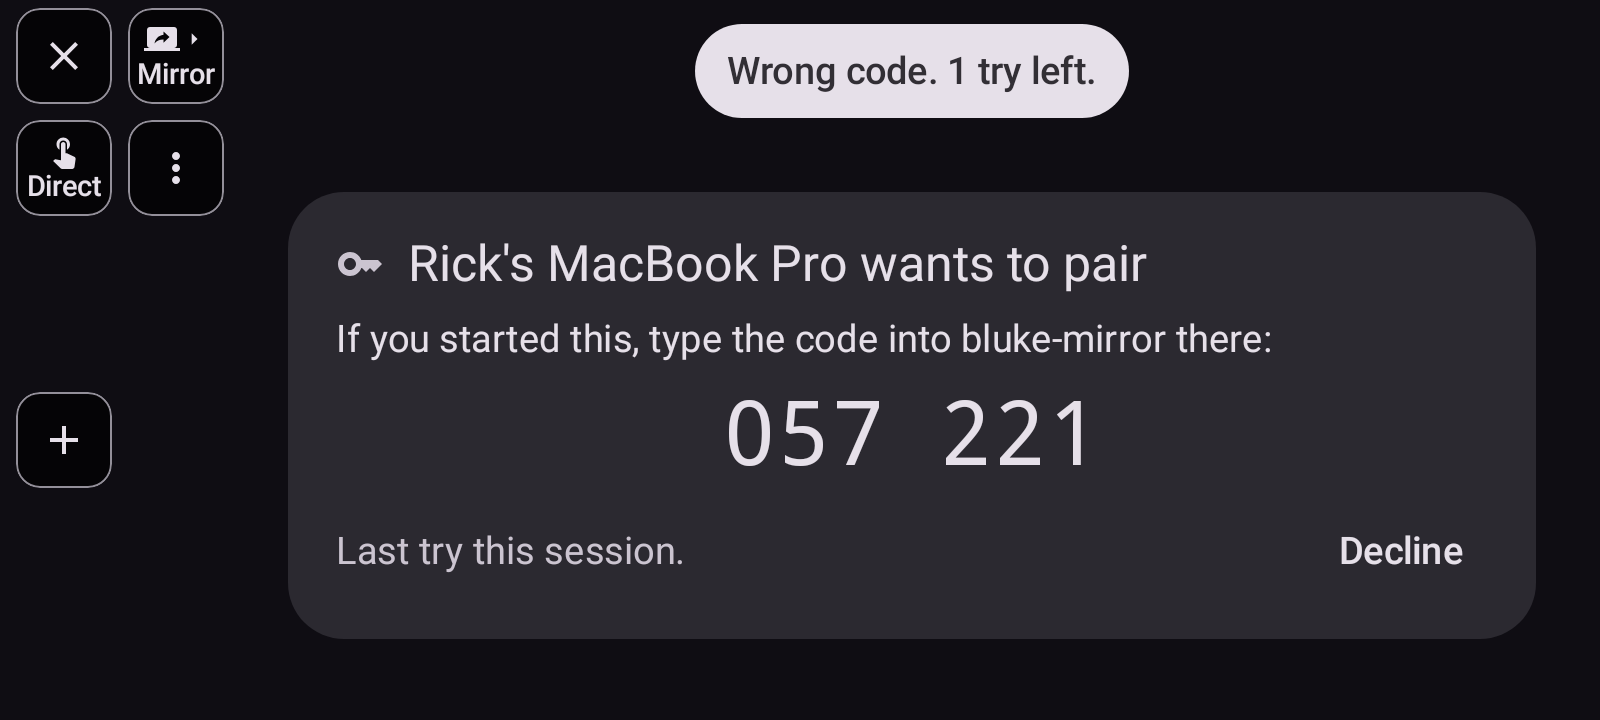 Mirror
Direct
Wrong code. 1 try left.
Rick's MacBook Pro wants to pair
If you started this, type the code into bluke-mirror there:
057 221
Last try this session.
Decline